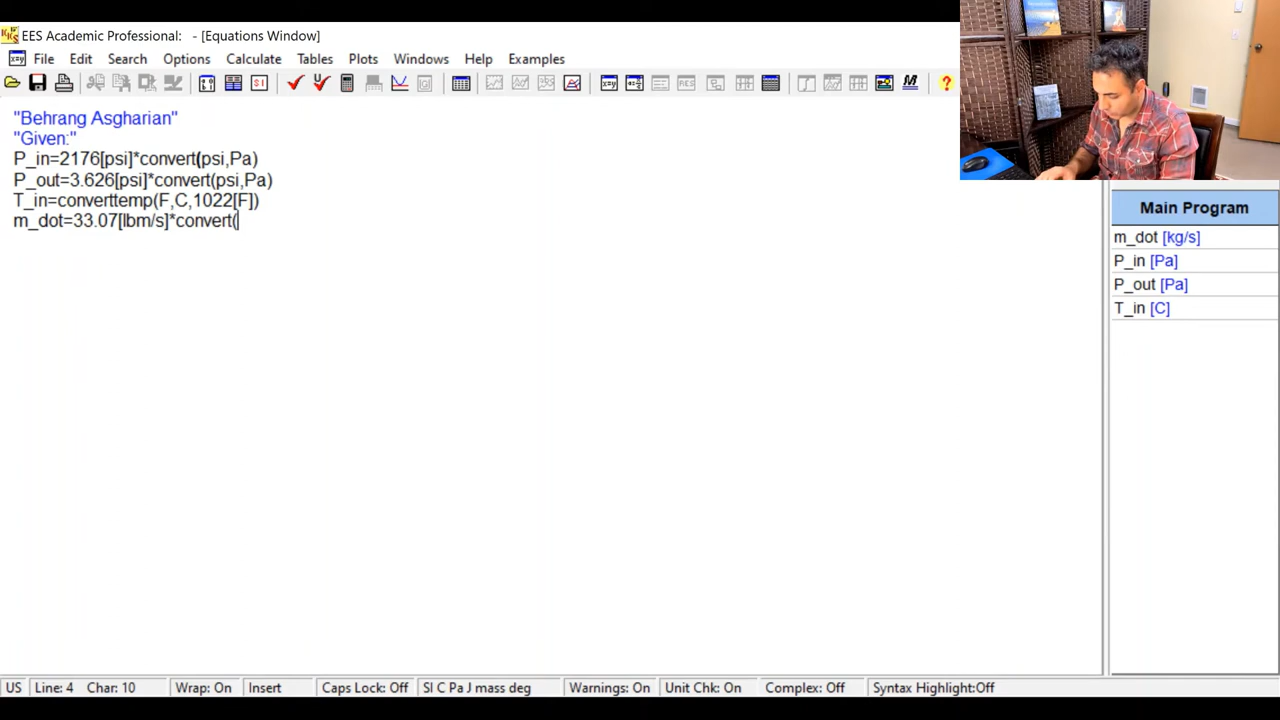 EES Academic Professional: - [Equations Window]
File Edit Search Options Calculate Tables Plots Windows Help Examples
"Behrang Asgharian"
"Given:"
P_in=2176[psi]*convert(psi,Pa)
P_out=3.626[psi]*convert(psi,Pa)
T_in=converttemp(F,C,1022[F])
m_dot=33.07[lbm/s]*convert(
Main Program
m_dot [kg/s]
P_in [Pa]
P_out [Pa]
T_in [C]
US Line: 4 Char: 10 Wrap: On Insert Caps Lock: Off SI C Pa J mass deg Warnings: On Unit Chk: On Complex: Off Syntax Highlight:Off